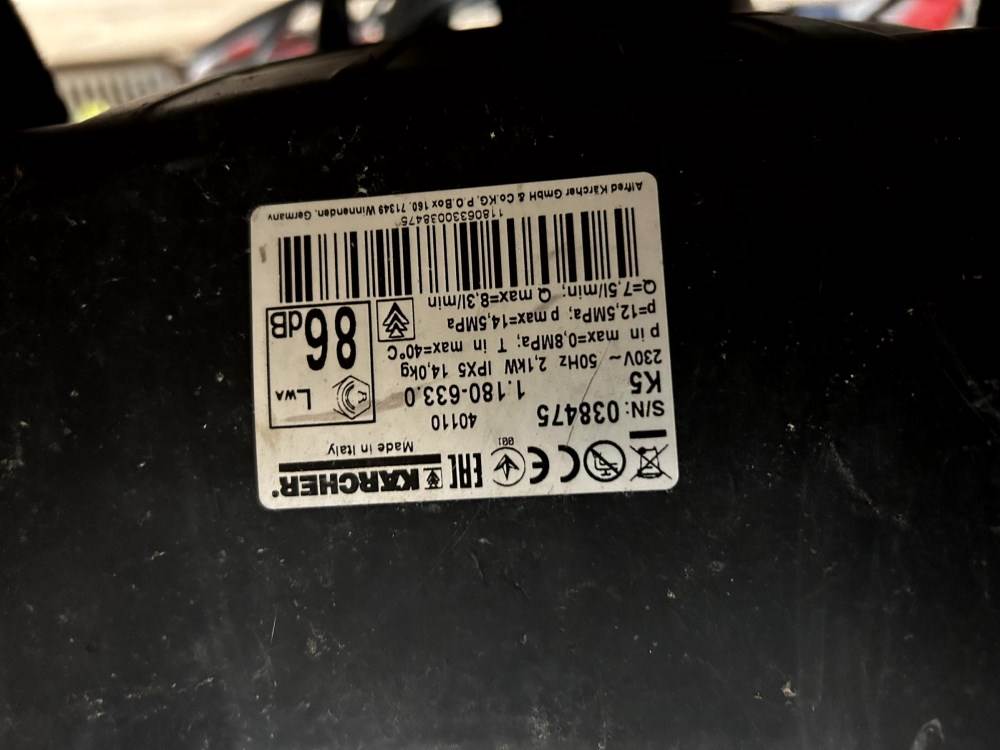 KÄRCHER
Made in Italy
EAC
001
CE
S/N: 038475
40110
K5
1.180-633.0
230V ~ 50Hz 2,1kW IPX5 14,0kg
p in max=0,8MPa; T in max=40°C
p=12,5MPa; p max=14,5MPa
Q=7,5l/min; Q max=8,3l/min
LWA
86dB
11806330038475
Alfred Kärcher GmbH & Co.KG, P.O.Box 160, 71349 Winnenden, Germany